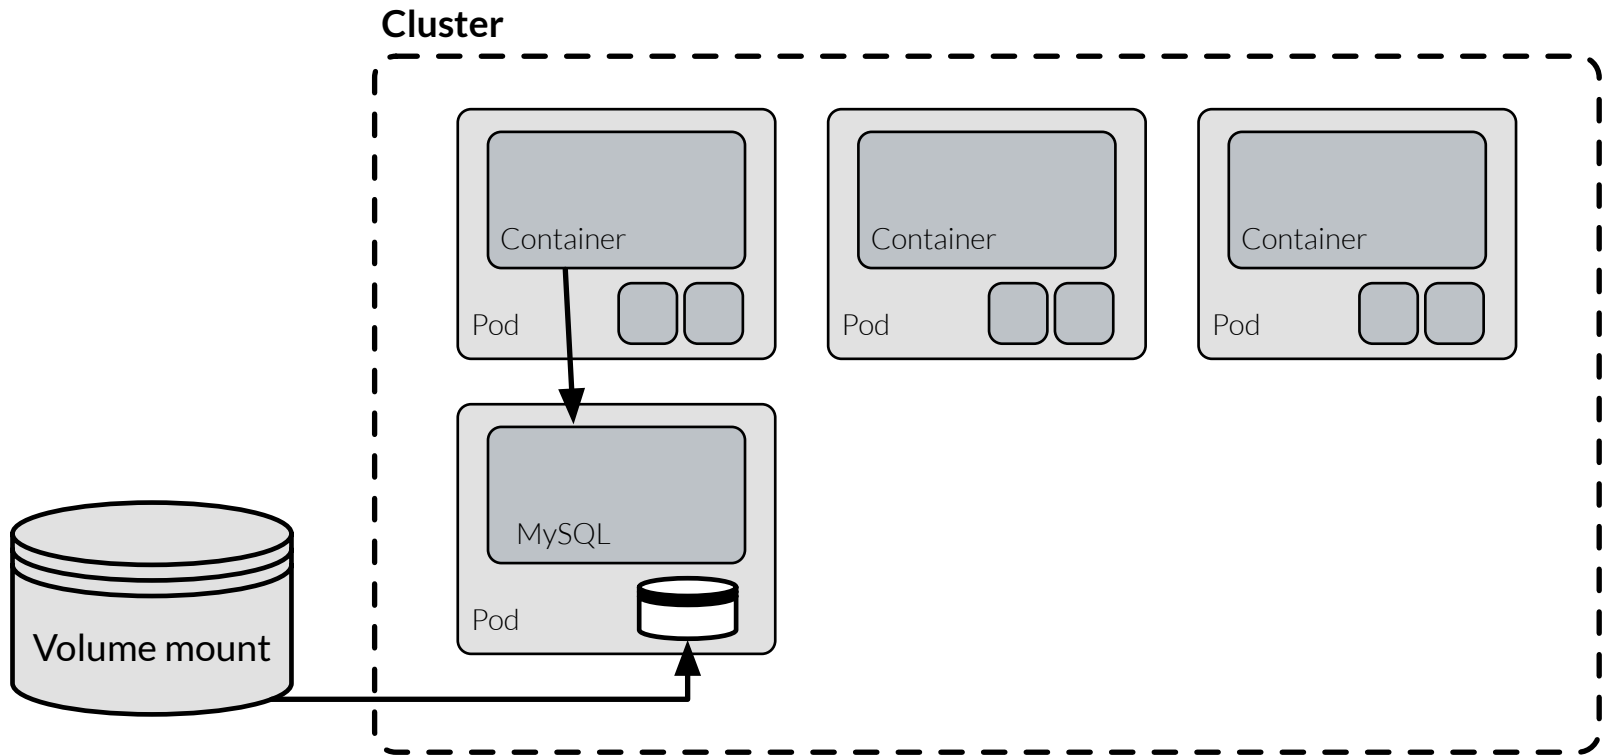 Cluster
Container
Container
Container
Pod
Pod
Pod
MySQL
Pod
Volume mount